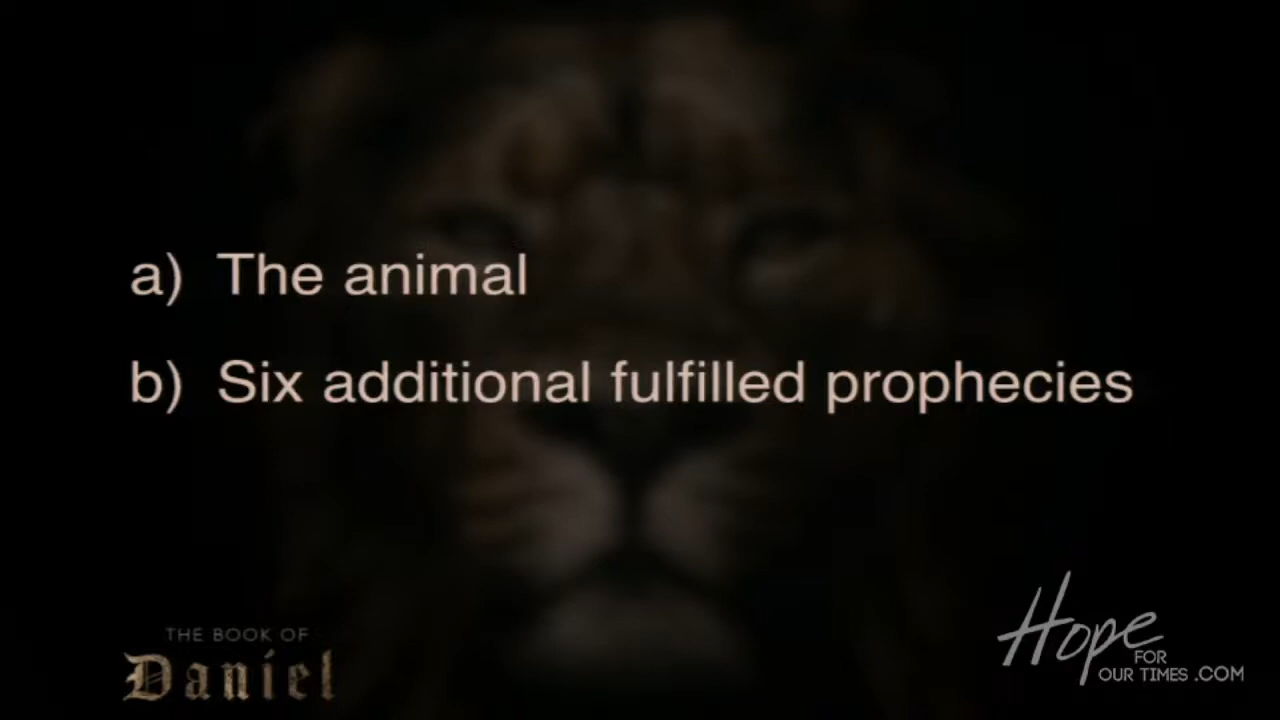 a) The animal
b) Six additional fulfilled prophecies
THE BOOK OF
Daniel
Hope
FOR
OUR TIMES .COM